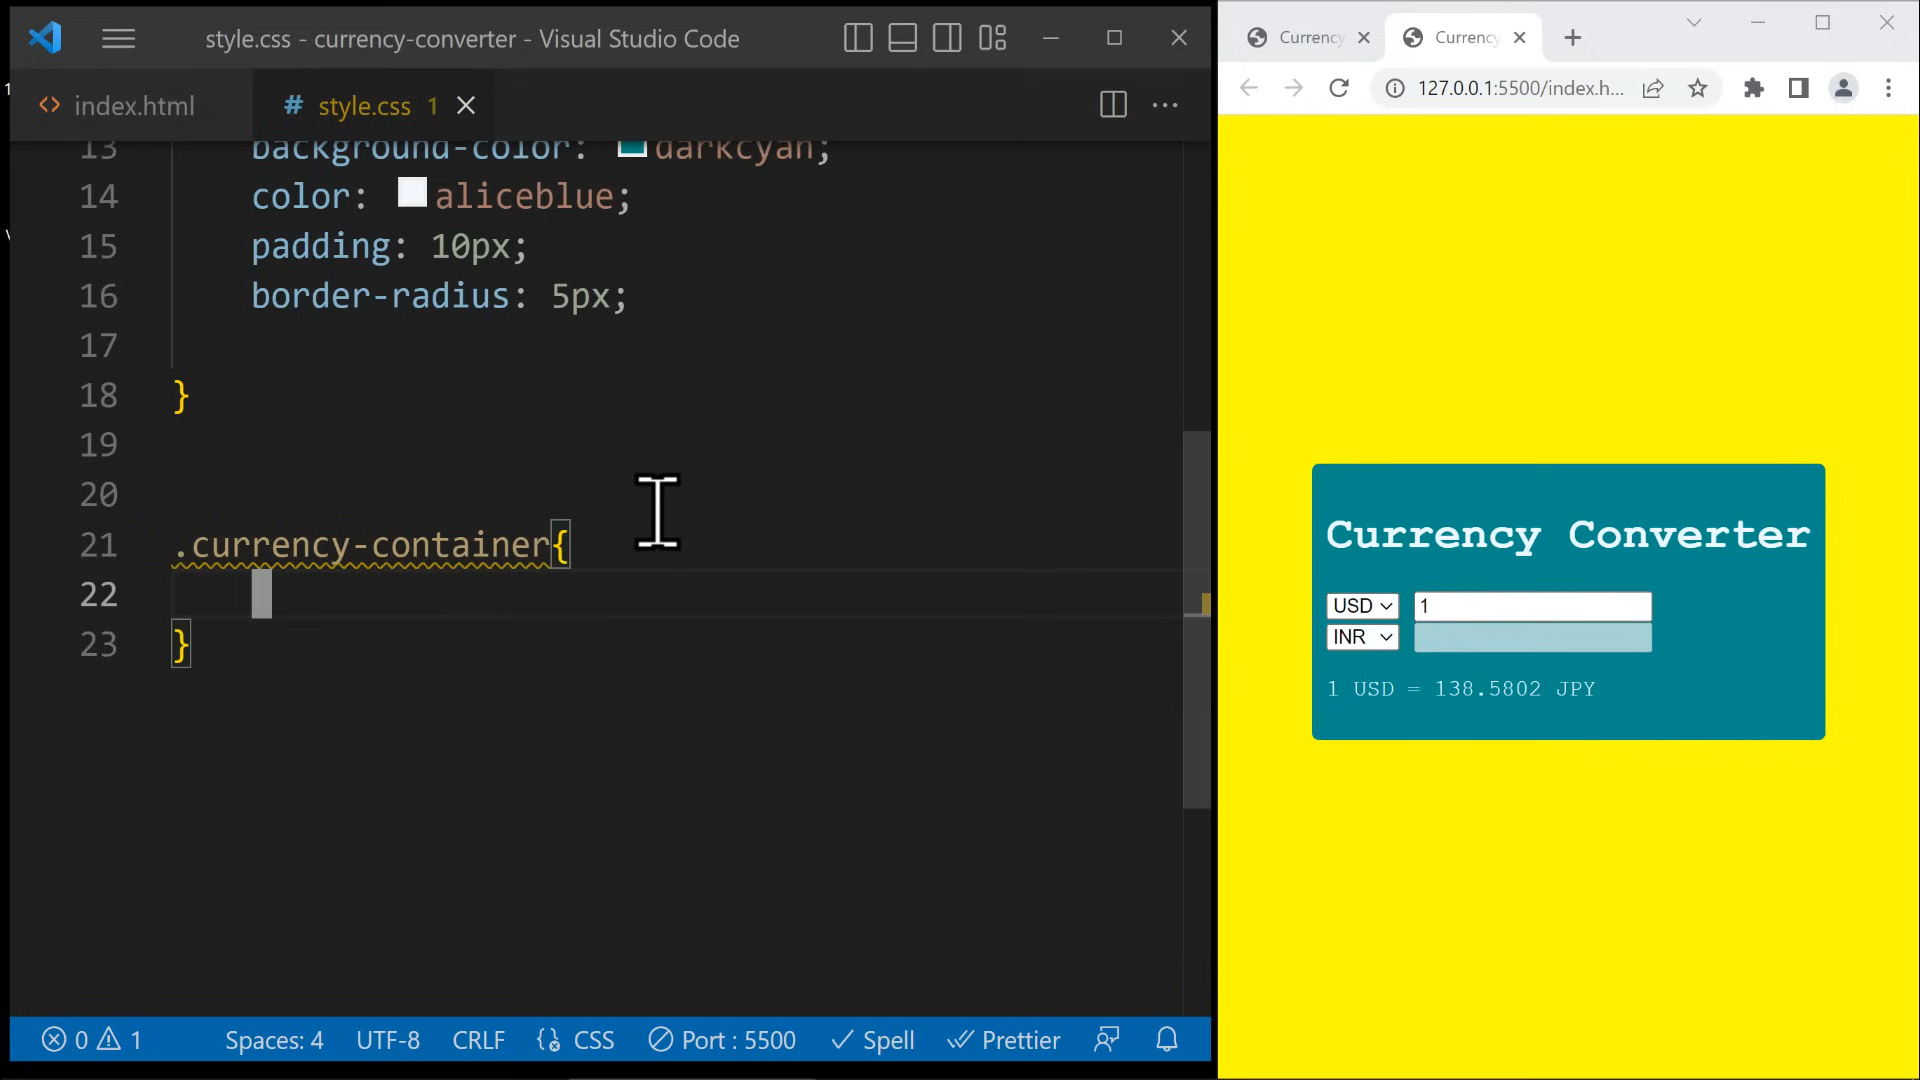 style.css - currency-converter - Visual Studio Code
index.html
style.css 1
13 background-color: darkcyan;
14 color: aliceblue;
15 padding: 10px;
16 border-radius: 5px;
17
18 }
19
20
21 .currency-container{
22
23 }
0 1 Spaces: 4 UTF-8 CRLF CSS Port : 5500 Spell Prettier
Currency
127.0.0.1:5500/index.h...
Currency Converter
USD 1
INR
1 USD = 138.5802 JPY